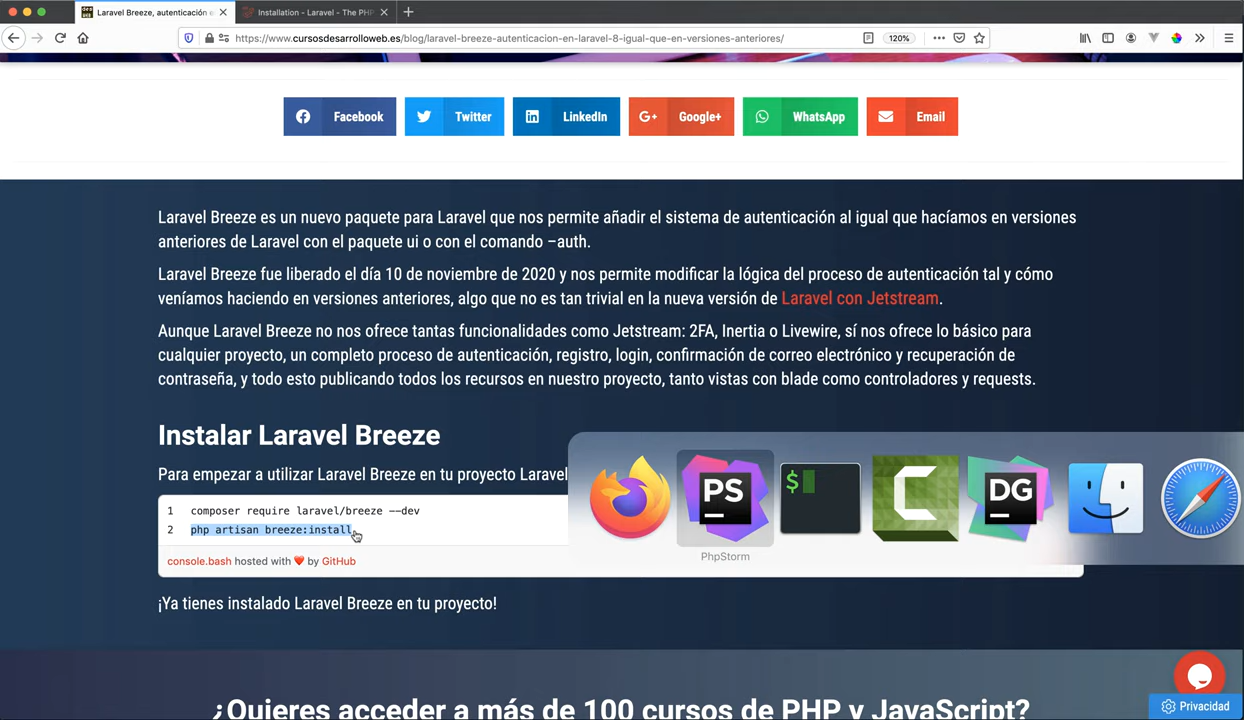 Laravel Breeze, autenticación e
Installation - Laravel - The PHP
https://www.cursosdesarrolloweb.es/blog/laravel-breeze-autenticacion-en-laravel-8-igual-que-en-versiones-anteriores/
120%
Facebook
Twitter
LinkedIn
G+ Google+
WhatsApp
Email
Laravel Breeze es un nuevo paquete para Laravel que nos permite añadir el sistema de autenticación al igual que hacíamos en versiones
anteriores de Laravel con el paquete ui o con el comando –auth.
Laravel Breeze fue liberado el día 10 de noviembre de 2020 y nos permite modificar la lógica del proceso de autenticación tal y cómo
veníamos haciendo en versiones anteriores, algo que no es tan trivial en la nueva versión de Laravel con Jetstream.
Aunque Laravel Breeze no nos ofrece tantas funcionalidades como Jetstream: 2FA, Inertia o Livewire, sí nos ofrece lo básico para
cualquier proyecto, un completo proceso de autenticación, registro, login, confirmación de correo electrónico y recuperación de
contraseña, y todo esto publicando todos los recursos en nuestro proyecto, tanto vistas con blade como controladores y requests.
Instalar Laravel Breeze
Para empezar a utilizar Laravel Breeze en tu proyecto Laravel
1 composer require laravel/breeze --dev
2 php artisan breeze:install
console.bash hosted with ❤ by GitHub
PS
$
C
DG
PhpStorm
¡Ya tienes instalado Laravel Breeze en tu proyecto!
¿Quieres acceder a más de 100 cursos de PHP y JavaScript?
Privacidad